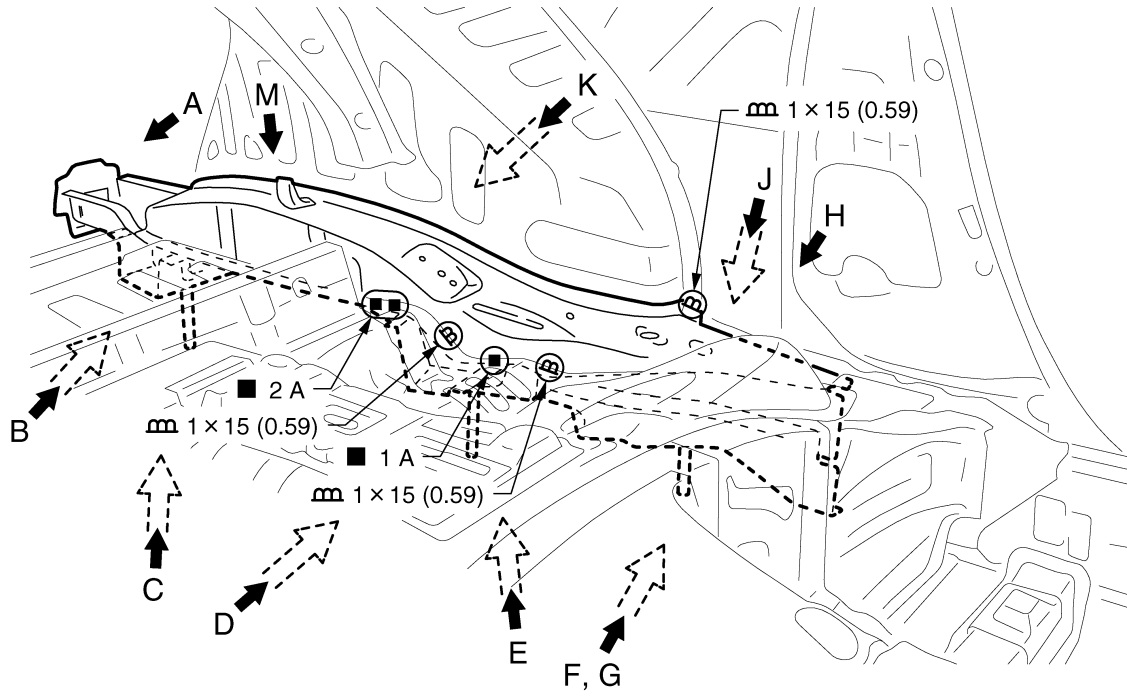 A
M
K
1 × 15 (0.59)
J
H
B
■ 2 A
1 × 15 (0.59)
■ 1 A
1 × 15 (0.59)
C
D
E
F, G